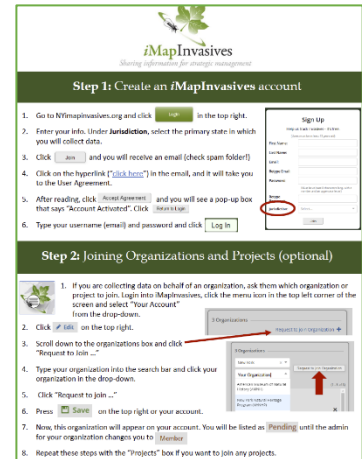 iMapInvasives
Sharing information for strategic management
Step 1: Create an iMapInvasives account
1. Go to NYimapinvasives.org and click Login in the top right.
2. Enter your info. Under Jurisdiction, select the primary state in which
you will collect data.
3. Click Join and you will receive an email (check spam folder!)
4. Click on the hyperlink ("click here") in the email, and it will take you
to the User Agreement.
5. After reading, click Accept Agreement and you will see a pop-up box
that says "Account Activated". Click Return to Login
6. Type your username (email) and password and click Log In
Sign Up
First Name
Last Name
Email
Password
Jurisdiction
Step 2: Joining Organizations and Projects (optional)
1. If you are collecting data on behalf of an organization, ask them which organization or
project to join. Login into iMapInvasives, click the menu icon in the top left corner of the
screen and select "Your Account"
from the drop-down.
2. Click Edit on the top right.
3. Scroll down to the organizations box and click
"Request to Join ..."
4. Type your organization into the search bar and click your
organization in the drop-down.
5. Click "Request to join ..."
6. Press Save on the top right or your account.
7. Now, this organization will appear on your account. You will be listed as Pending until the admin
for your organization changes you to Member
8. Repeat these steps with the "Projects" box if you want to join any projects.
Organizations
Request to Join Organization +
Organizations
New York
Your Organization
Request to Join Organization